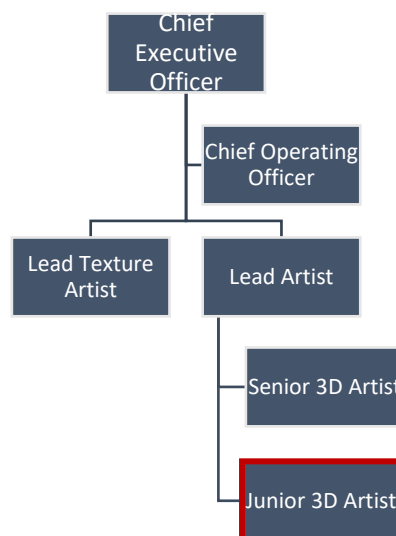 Chief
Executive
Officer
Chief Operating
Officer
Lead Texture
Artist
Lead Artist
Senior 3D Artist
Junior 3D Artist